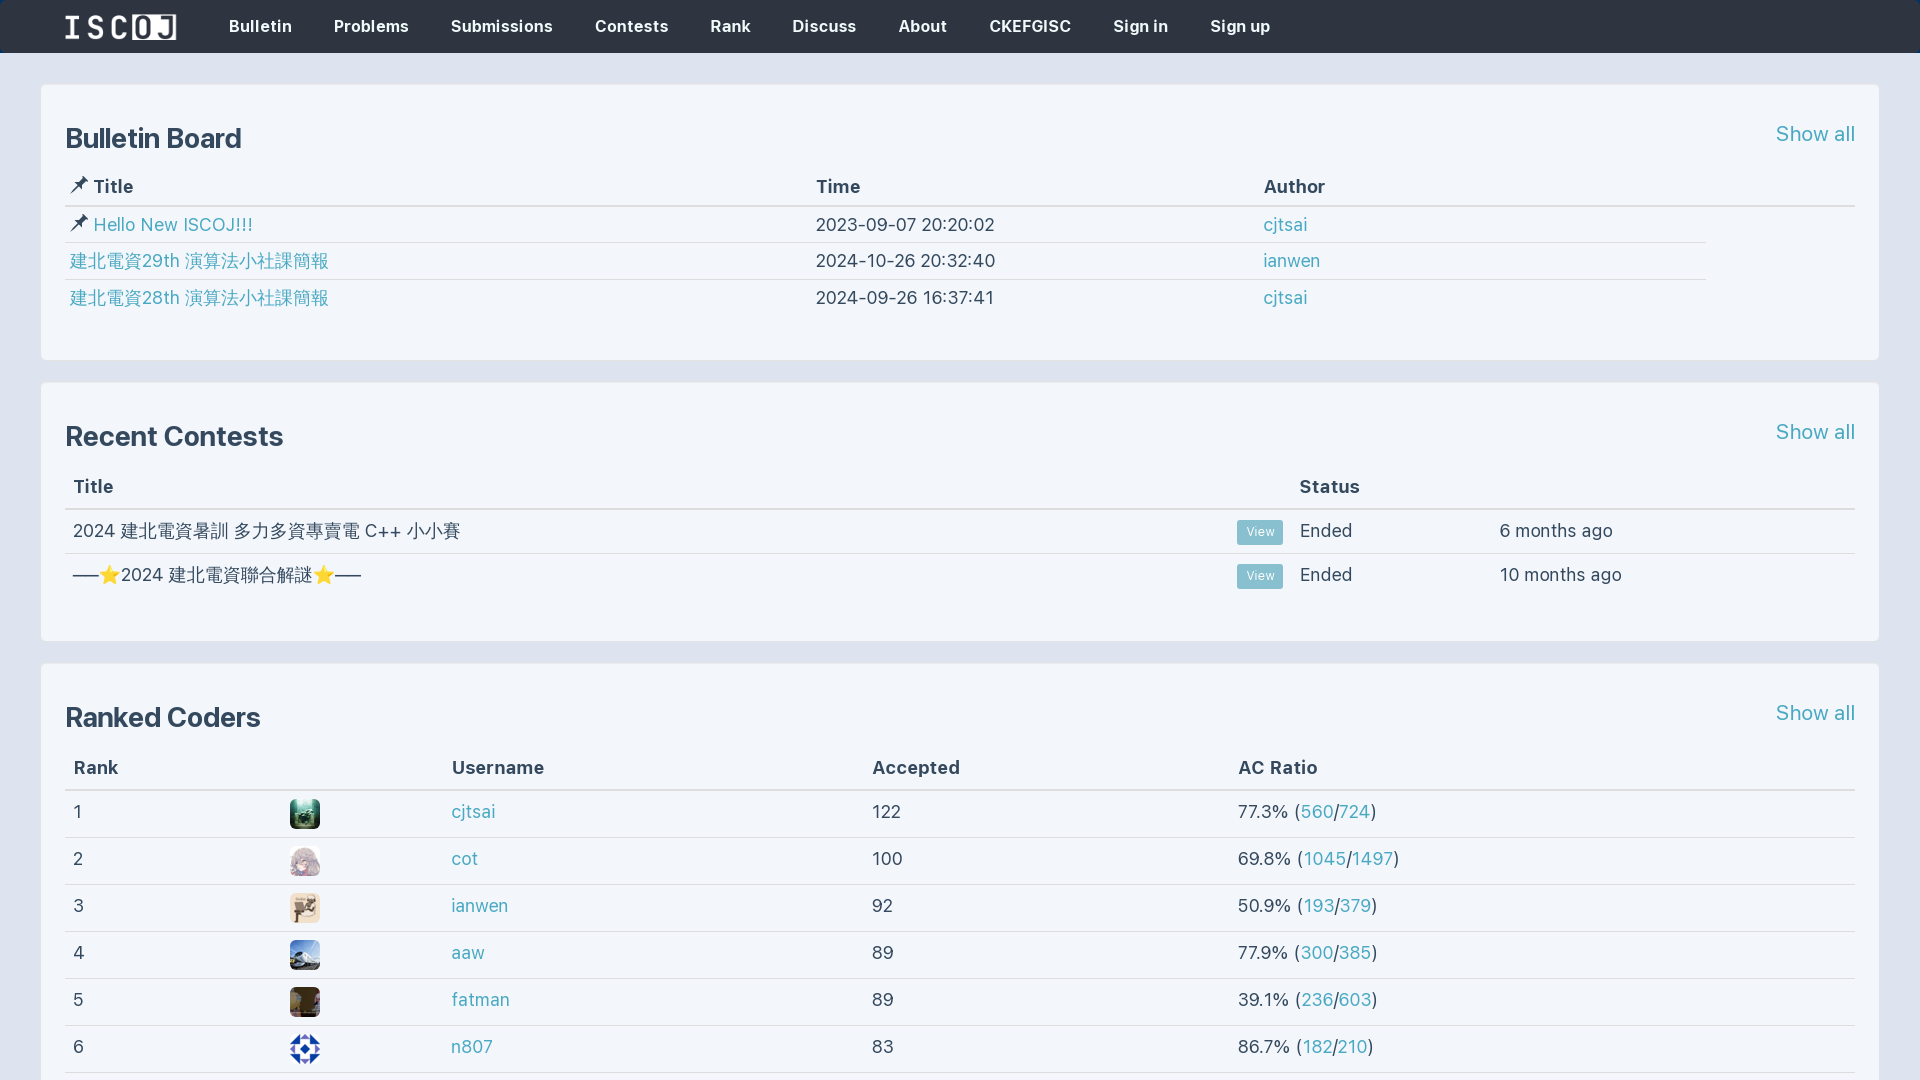 ISCOJ Bulletin Problems Submissions Contests Rank Discuss About CKEFGISC Sign in Sign up
Bulletin Board Show all
Title Time Author
Hello New ISCOJ!!! 2023-09-07 20:20:02 cjtsai
建北電資29th 演算法小社課簡報 2024-10-26 20:32:40 ianwen
建北電資28th 演算法小社課簡報 2024-09-26 16:37:41 cjtsai
Recent Contests Show all
Title Status
2024 建北電資暑訓 多力多資專賣電 C++ 小小賽 View Ended 6 months ago
——⭐2024 建北電資聯合解謎⭐—— View Ended 10 months ago
Ranked Coders Show all
Rank Username Accepted AC Ratio
1 cjtsai 122 77.3% (560/724)
2 cot 100 69.8% (1045/1497)
3 ianwen 92 50.9% (193/379)
4 aaw 89 77.9% (300/385)
5 fatman 89 39.1% (236/603)
6 n807 83 86.7% (182/210)